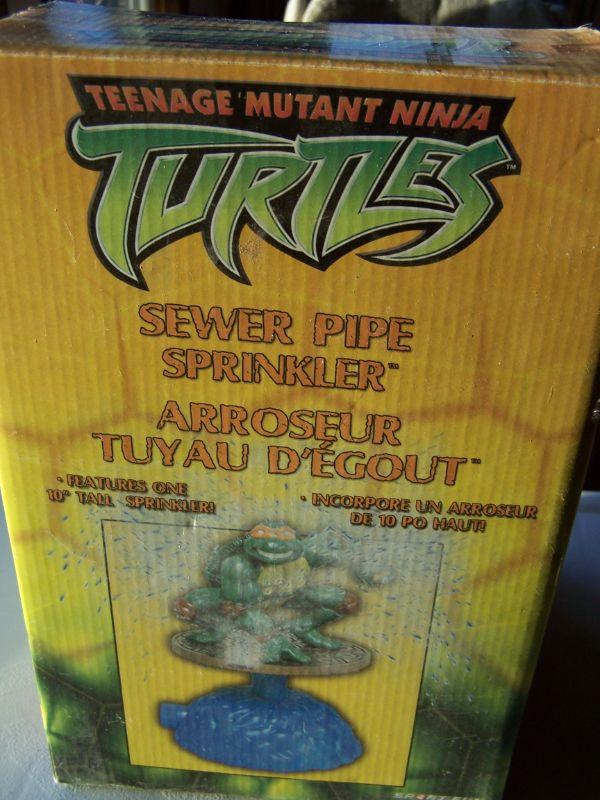 TEENAGE MUTANT NINJA
TURTLES™
SEWER PIPE
SPRINKLER™
ARROSEUR
TUYAU D'ÉGOUT™
• FEATURES ONE
10" TALL SPRINKLER!
• INCORPORE UN ARROSEUR
DE 10 PO HAUT!